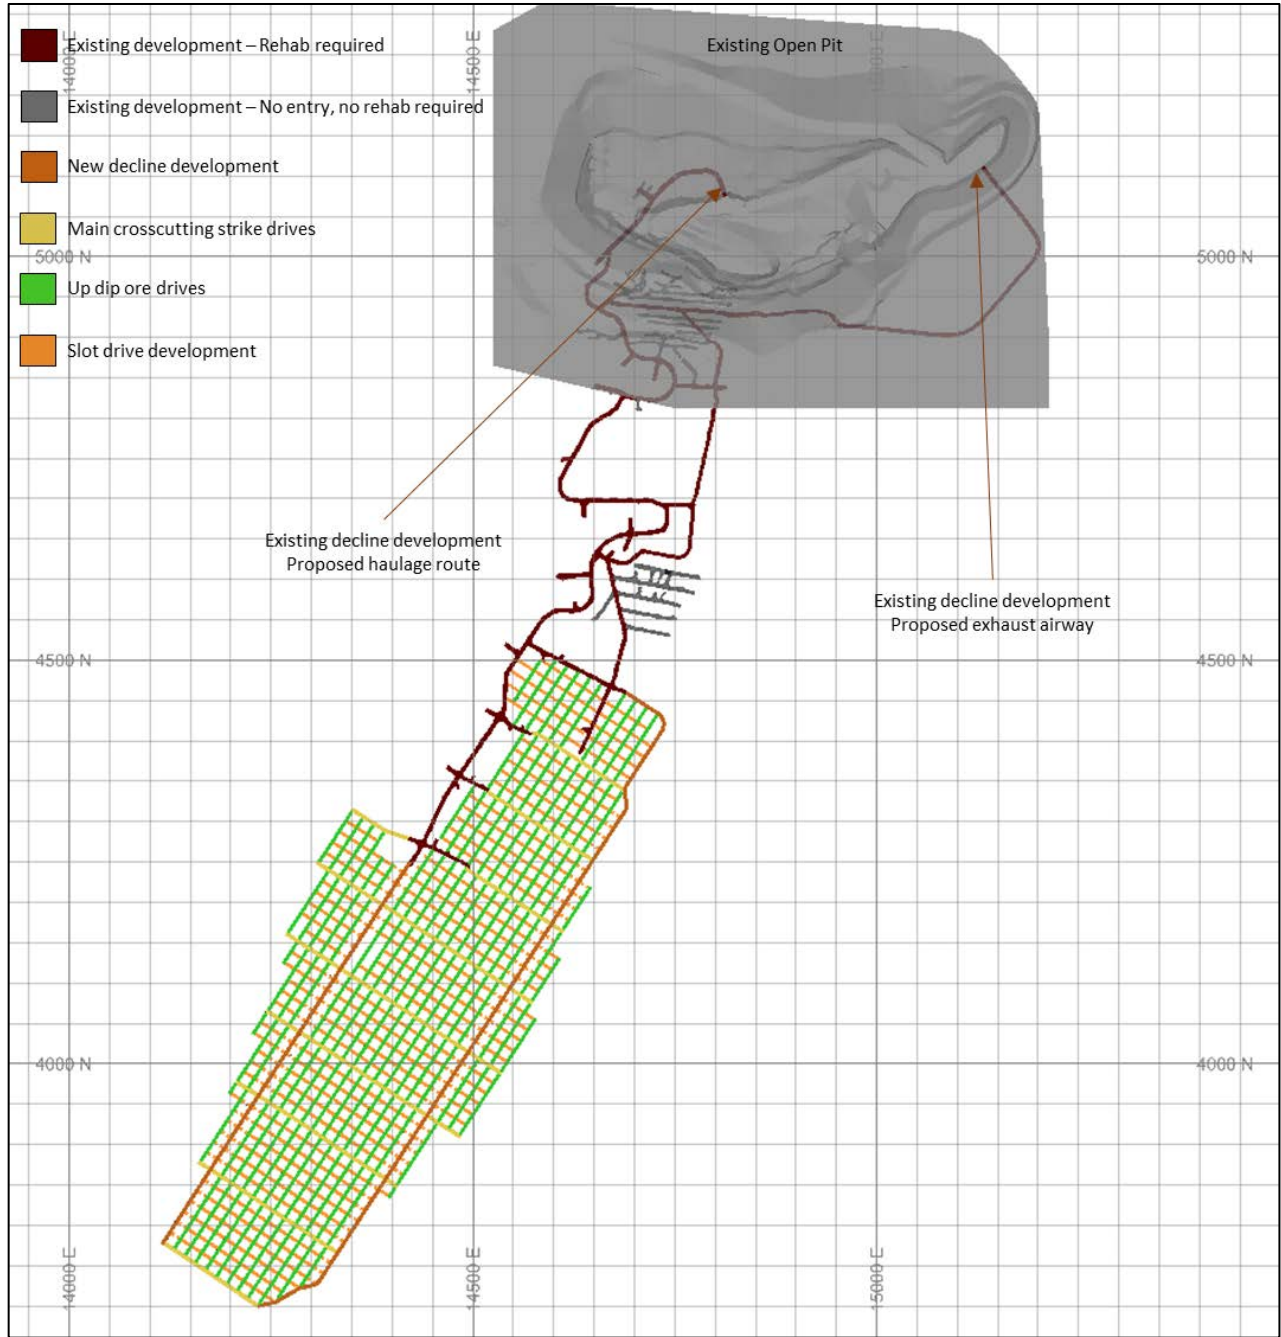 14000 E
14500 E
15000 E
Existing Open Pit
Existing development – Rehab required
Existing development – No entry, no rehab required
New decline development
Main crosscutting strike drives
5000 N
5000 N
Up dip ore drives
Slot drive development
Existing decline development
Proposed haulage route
Existing decline development
Proposed exhaust airway
4500 N
4500 N
4000 N
4000 N
14000 E
14500 E
15000 E